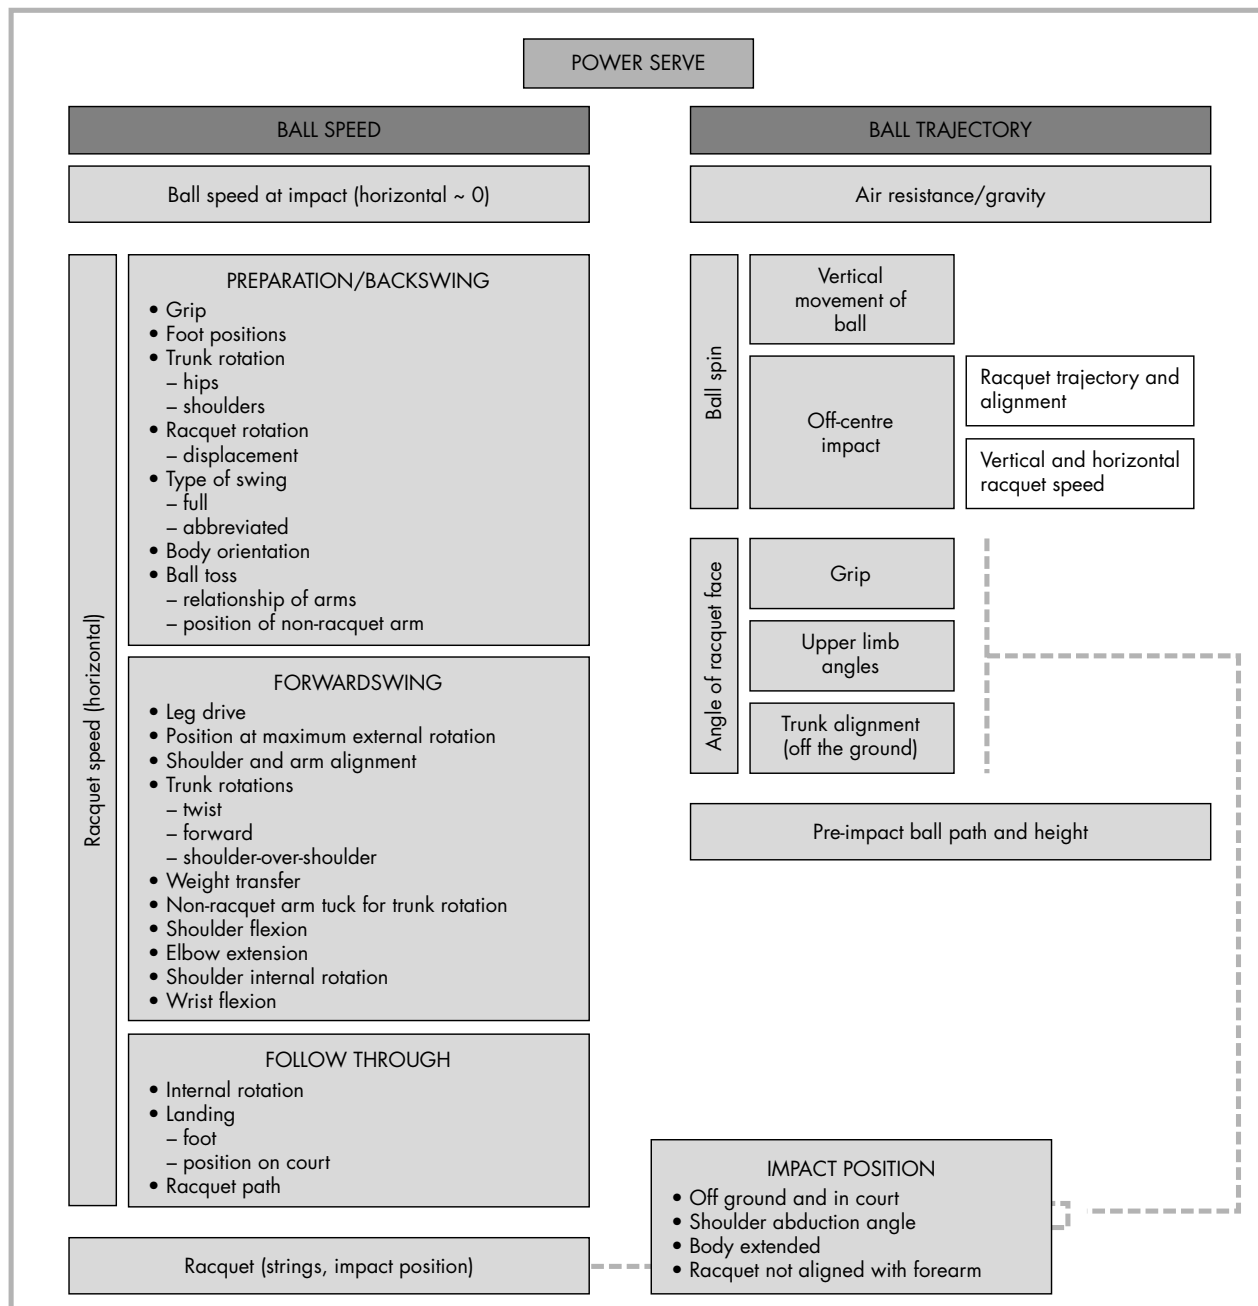 POWER SERVE
BALL SPEED
Ball speed at impact (horizontal ~ 0)
Racquet speed (horizontal)
PREPARATION/BACKSWING
• Grip
• Foot positions
• Trunk rotation
– hips
– shoulders
• Racquet rotation
– displacement
• Type of swing
– full
– abbreviated
• Body orientation
• Ball toss
– relationship of arms
– position of non-racquet arm
FORWARDSWING
• Leg drive
• Position at maximum external rotation
• Shoulder and arm alignment
• Trunk rotations
– twist
– forward
– shoulder-over-shoulder
• Weight transfer
• Non-racquet arm tuck for trunk rotation
• Shoulder flexion
• Elbow extension
• Shoulder internal rotation
• Wrist flexion
FOLLOW THROUGH
• Internal rotation
• Landing
– foot
– position on court
• Racquet path
Racquet (strings, impact position)
BALL TRAJECTORY
Air resistance/gravity
Ball spin
Vertical
movement of
ball
Off-centre
impact
Racquet trajectory and
alignment
Vertical and horizontal
racquet speed
Angle of racquet face
Grip
Upper limb
angles
Trunk alignment
(off the ground)
Pre-impact ball path and height
IMPACT POSITION
• Off ground and in court
• Shoulder abduction angle
• Body extended
• Racquet not aligned with forearm